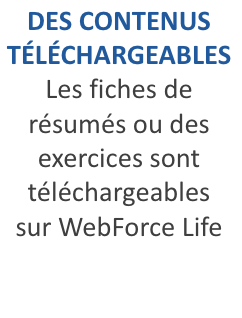 DES CONTENUS
TÉLÉCHARGEABLES
Les fiches de
résumés ou des
exercices sont
téléchargeables
sur WebForce Life